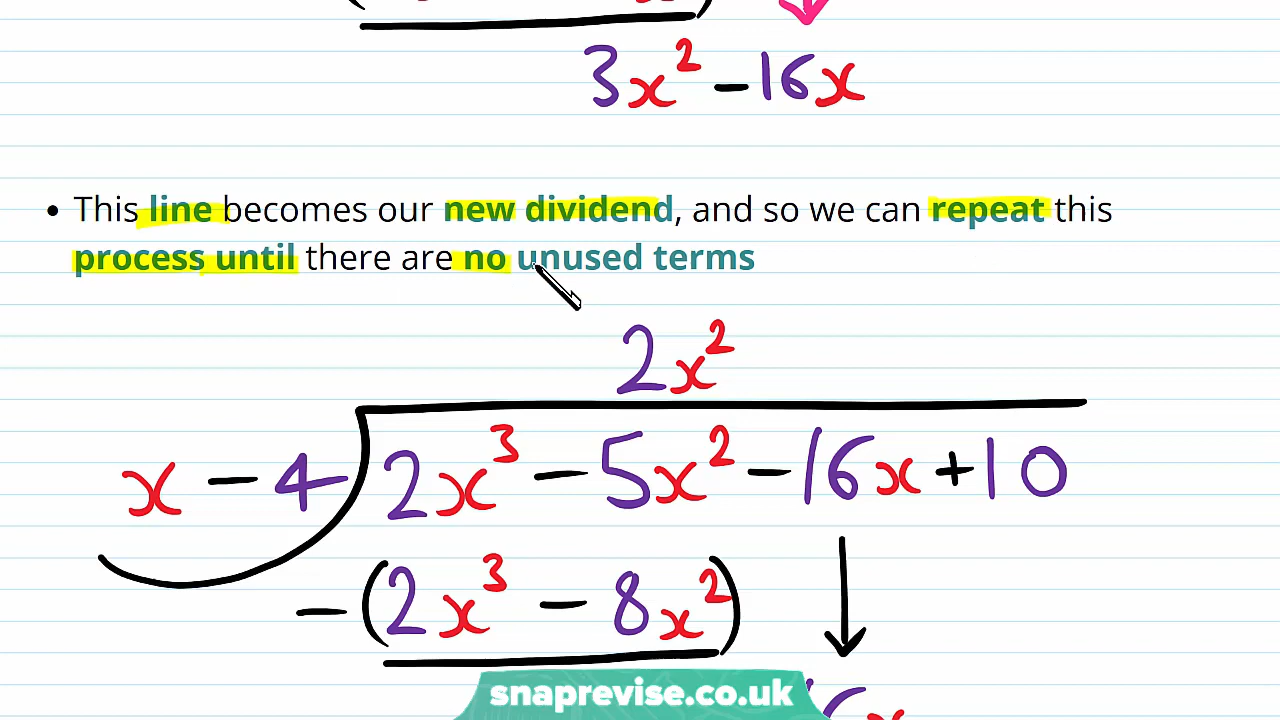 3x² - 16x
• This line becomes our new dividend, and so we can repeat this
process until there are no unused terms
2x²
x - 4 2x³ - 5x² - 16x + 10
- (2x³ - 8x²)
snaprevise.co.uk